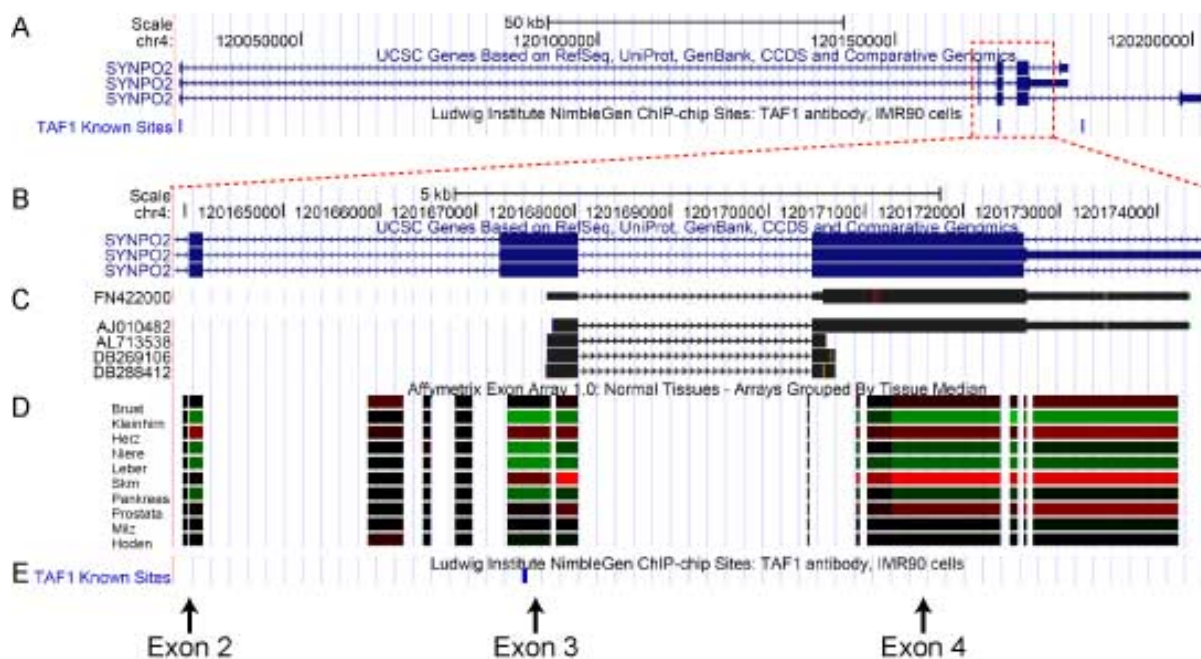 A
Scale 50 kb
chr4: 120050000 120100000 120150000 120200000
UCSC Genes Based on RefSeq, UniProt, GenBank, CCDS and Comparative Genomics
SYNPO2
SYNPO2
SYNPO2
Ludwig Institute NimbleGen ChIP-chip Sites: TAF1 antibody, IMR90 cells
TAF1 Known Sites
B
Scale 5 kb
chr4: 120165000 120166000 120167000 120168000 120169000 120170000 120171000 120172000 120173000 120174000
UCSC Genes Based on RefSeq, UniProt, GenBank, CCDS and Comparative Genomics
SYNPO2
SYNPO2
SYNPO2
C
FN422000
AJ010482
AL713538
DB269106
DB288412
Affymetrix Exon Array 1.0: Normal Tissues - Arrays Grouped By Tissue Median
D
Brust
Kleinhirn
Herz
Niere
Leber
Skm
Pankreas
Prostata
Milz
Hoden
Ludwig Institute NimbleGen ChIP-chip Sites: TAF1 antibody, IMR90 cells
E TAF1 Known Sites
Exon 2 Exon 3 Exon 4